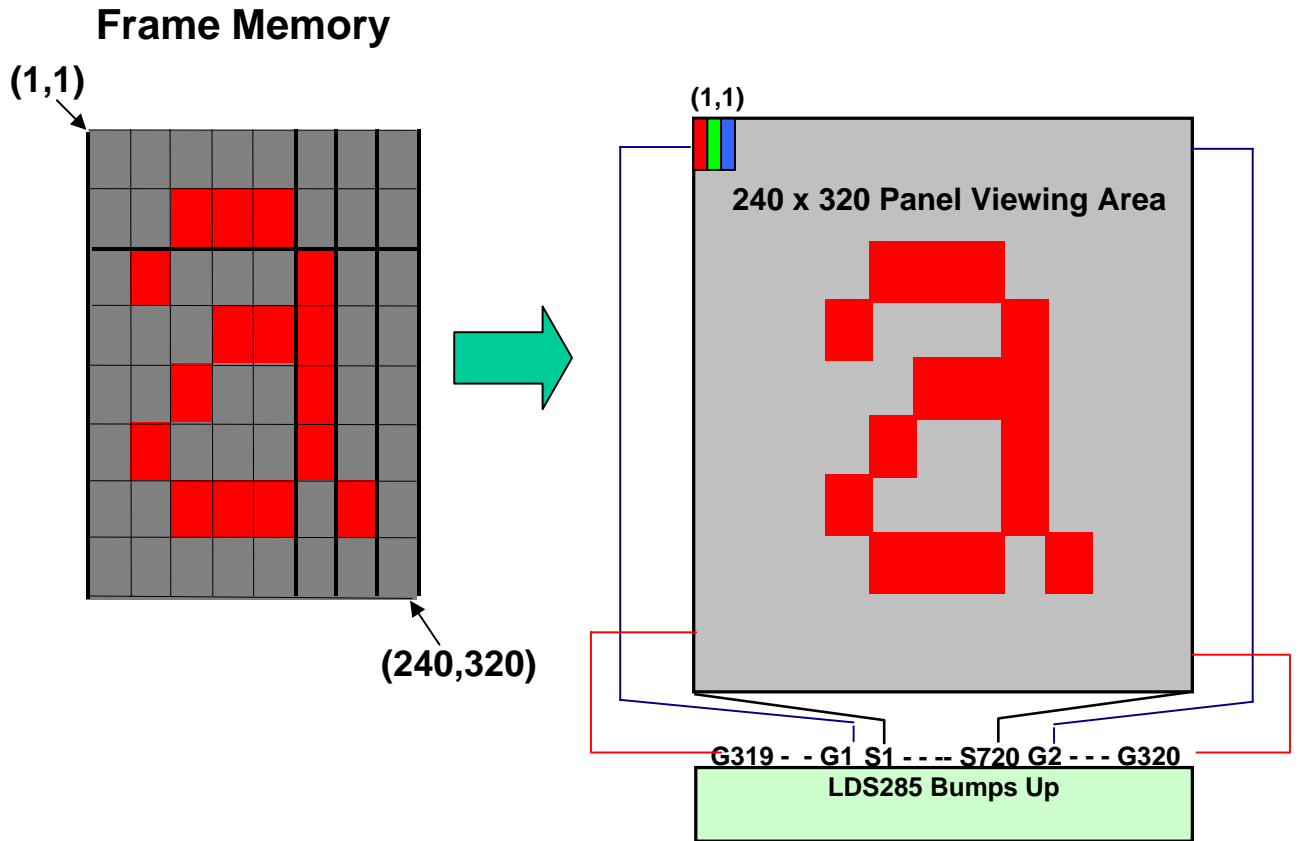 Frame Memory
(1,1)
(1,1)
240 x 320 Panel Viewing Area
(240,320)
G319 - - G1 S1 - - -- S720 G2 - - - G320
LDS285 Bumps Up